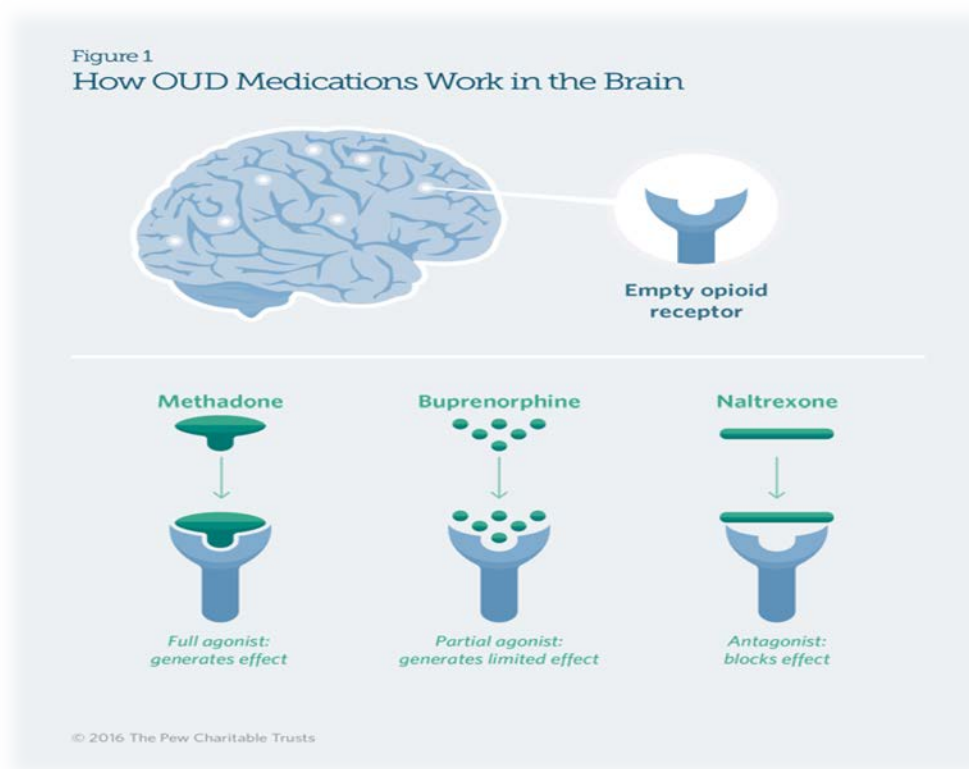 Figure 1
How OUD Medications Work in the Brain
Empty opioid
receptor
Methadone
Buprenorphine
Naltrexone
Full agonist:
generates effect
Partial agonist:
generates limited effect
Antagonist:
blocks effect
© 2016 The Pew Charitable Trusts